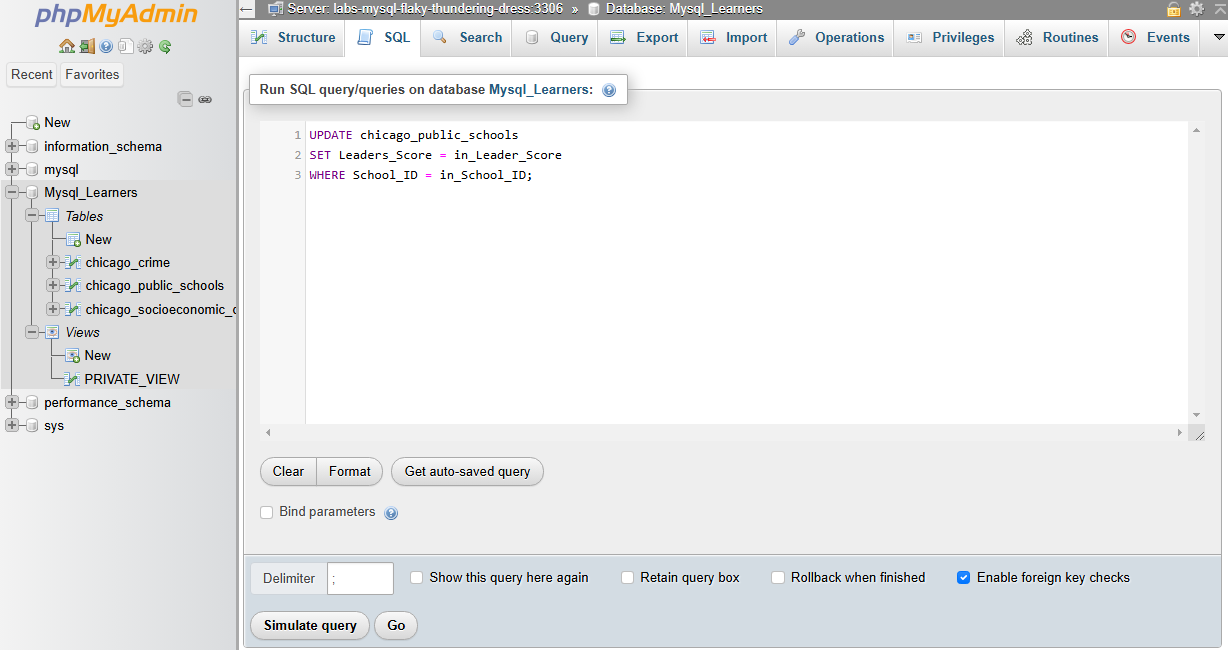 phpMyAdmin
Recent
Favorites
New
information_schema
mysql
Mysql_Learners
Tables
New
chicago_crime
chicago_public_schools
chicago_socioeconomic_
Views
New
PRIVATE_VIEW
performance_schema
sys
← Server: labs-mysql-flaky-thundering-dress:3306 » Database: Mysql_Learners
Structure SQL Search Query Export Import Operations Privileges Routines Events
Run SQL query/queries on database Mysql_Learners:
1 UPDATE chicago_public_schools
2 SET Leaders_Score = in_Leader_Score
3 WHERE School_ID = in_School_ID;
Clear Format Get auto-saved query
Bind parameters
Delimiter ; Show this query here again Retain query box Rollback when finished Enable foreign key checks
Simulate query Go